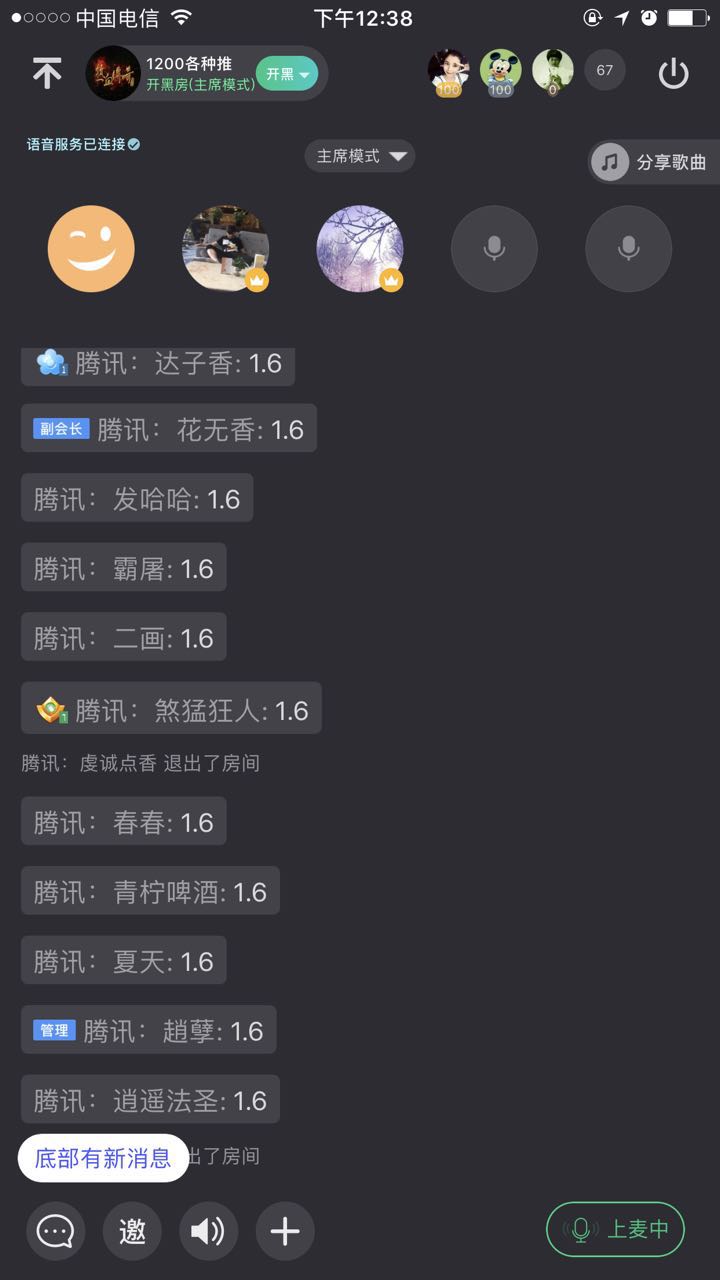 中国电信 下午12:38
1200各种推
开黑房(主席模式) 开黑
100 100 0 67
语音服务已连接
主席模式
分享歌曲
1 腾讯：达子香: 1.6
副会长 腾讯：花无香: 1.6
腾讯：发哈哈: 1.6
腾讯：霸屠: 1.6
腾讯：二画: 1.6
1 腾讯：煞猛狂人: 1.6
腾讯：虔诚点香 退出了房间
腾讯：春春: 1.6
腾讯：青柠啤酒: 1.6
腾讯：夏天: 1.6
管理 腾讯：趙孽: 1.6
腾讯：逍遥法圣: 1.6
底部有新消息 出了房间
邀 上麦中